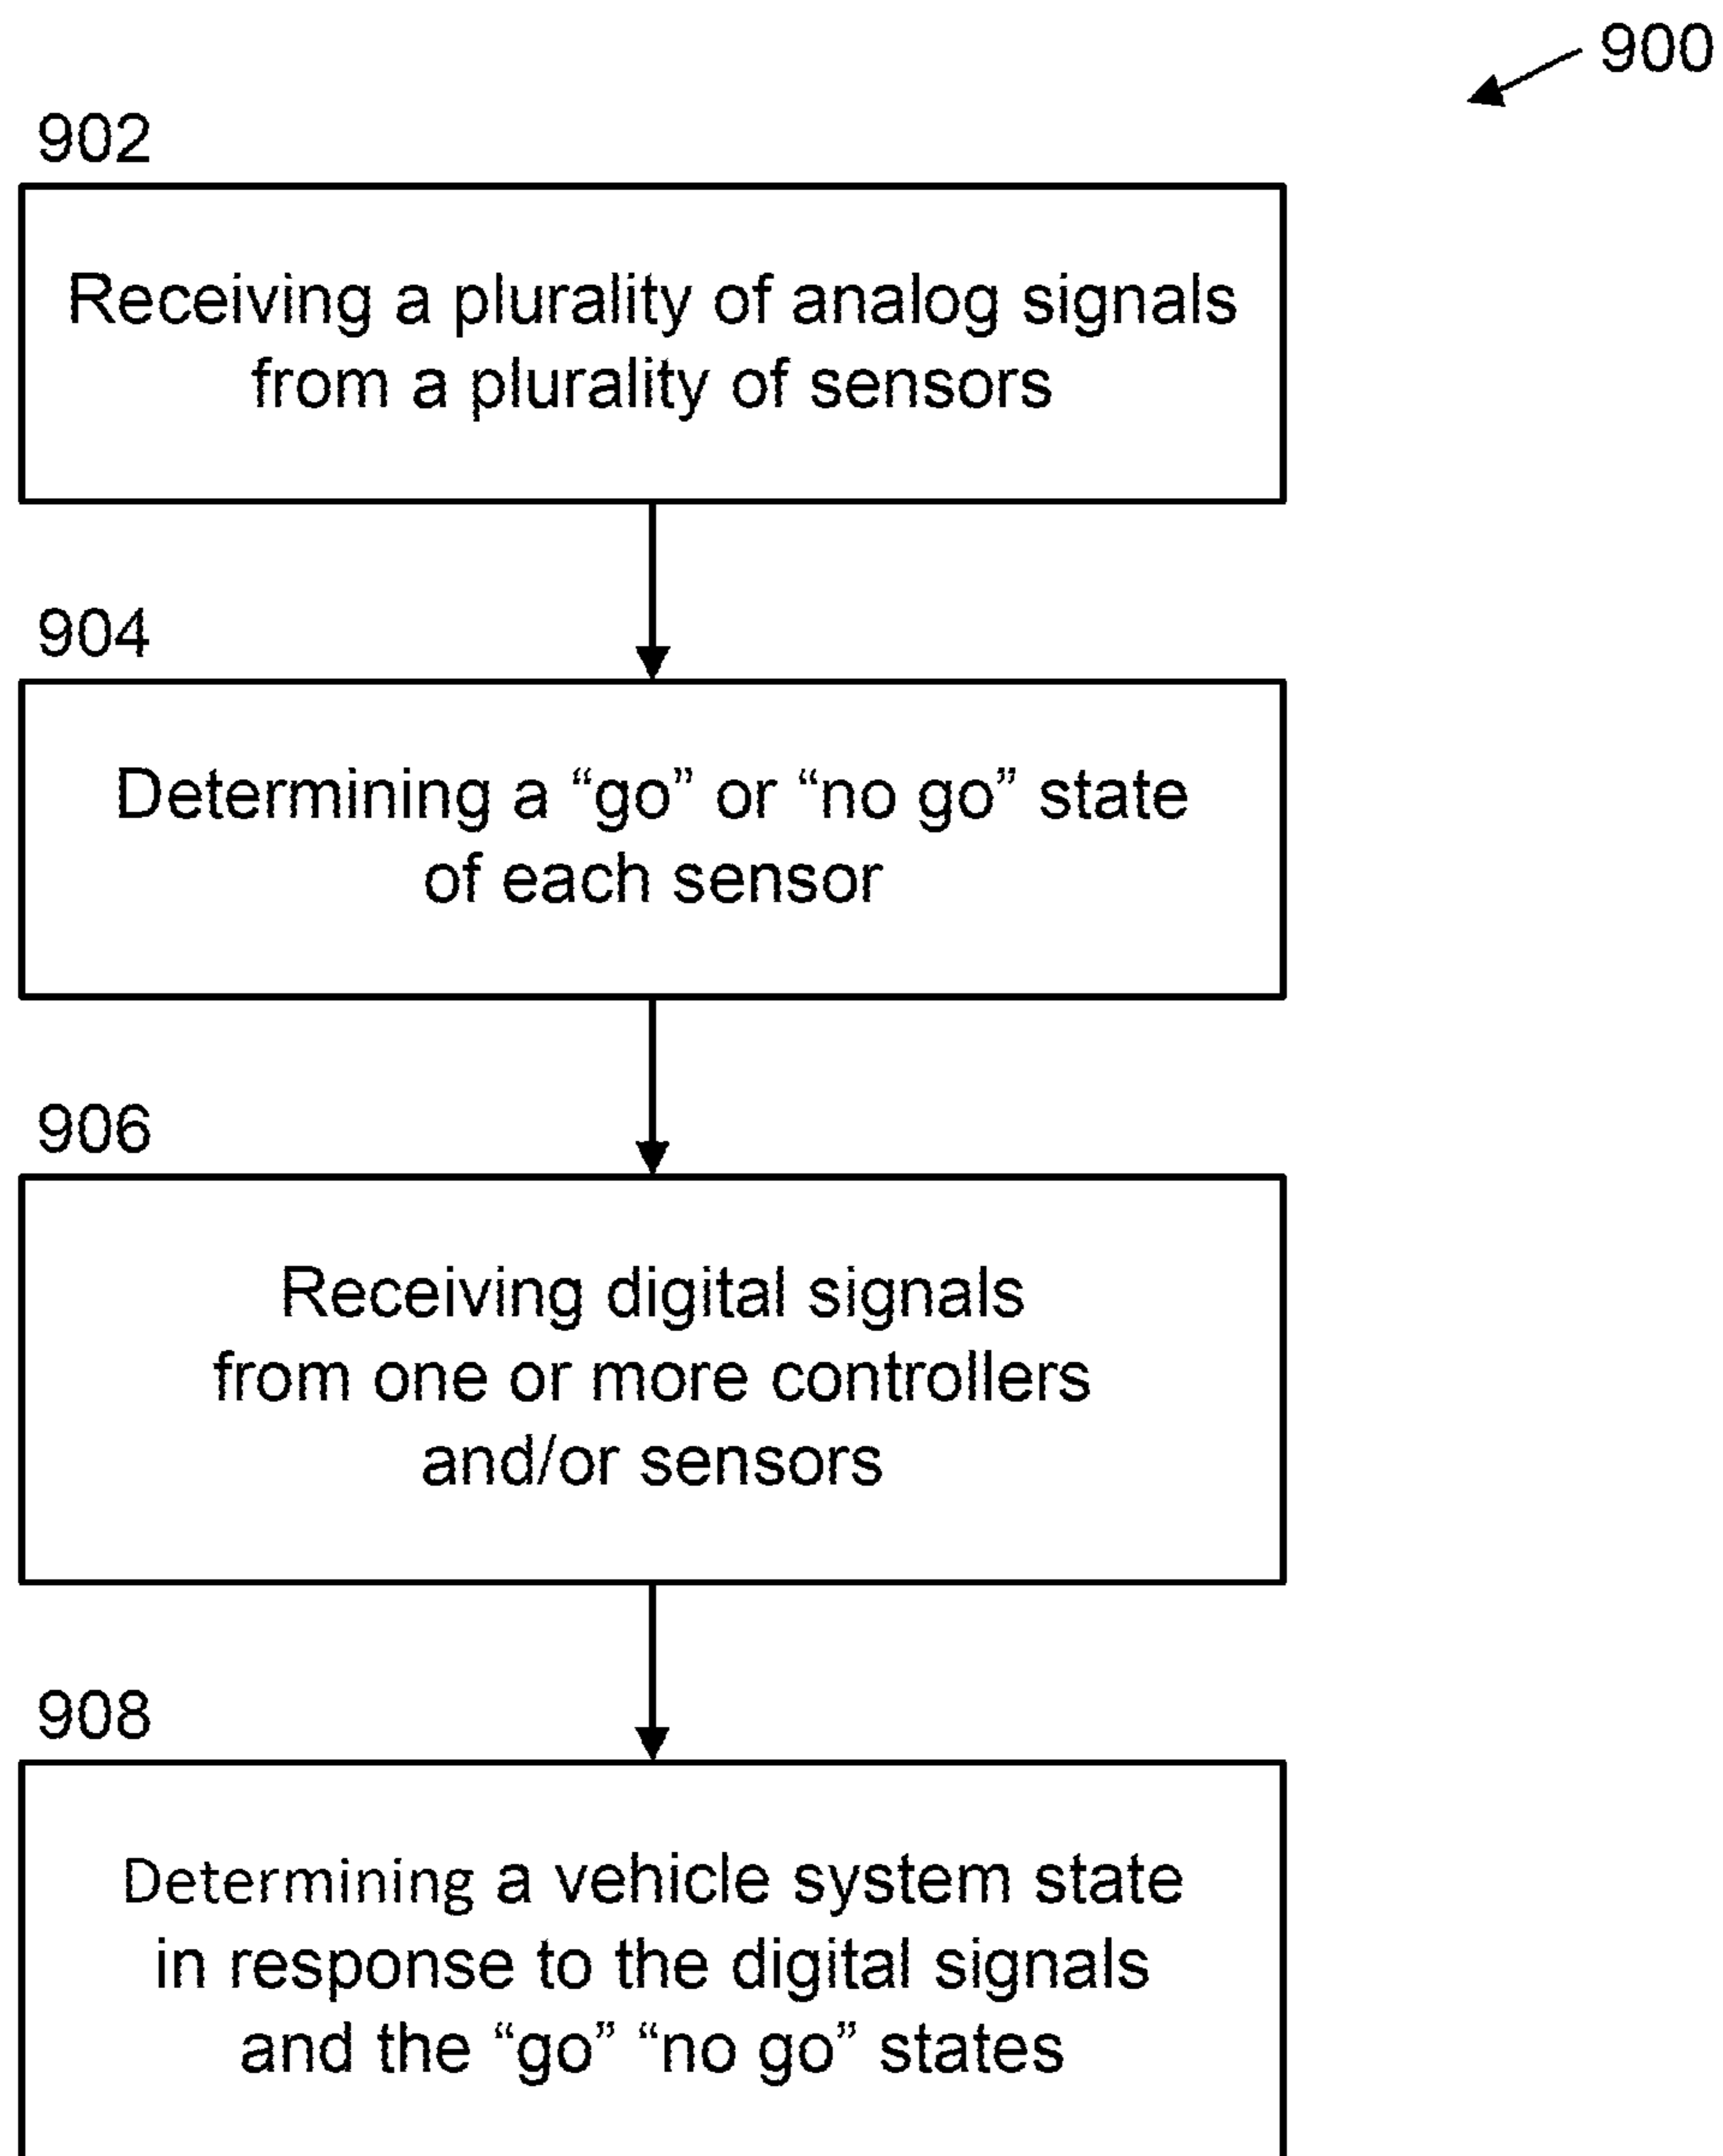 900
902
Receiving a plurality of analog signals
from a plurality of sensors
904
Determining a “go” or “no go” state
of each sensor
906
Receiving digital signals
from one or more controllers
and/or sensors
908
Determining a vehicle system state
in response to the digital signals
and the “go” “no go” states